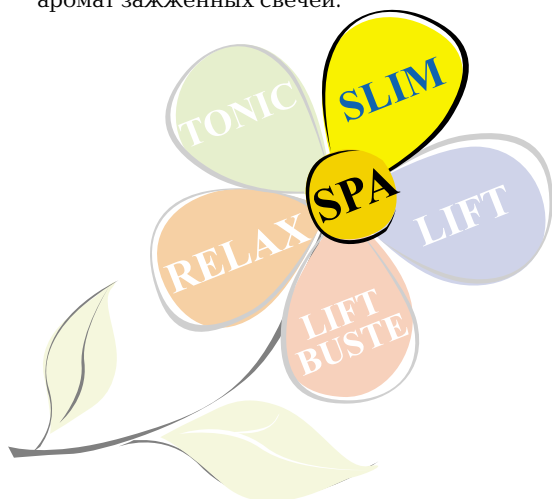 аромат зажженных свечей.
TONIC
SLIM
SPA
LIFT
RELAX
LIFT
BUSTE